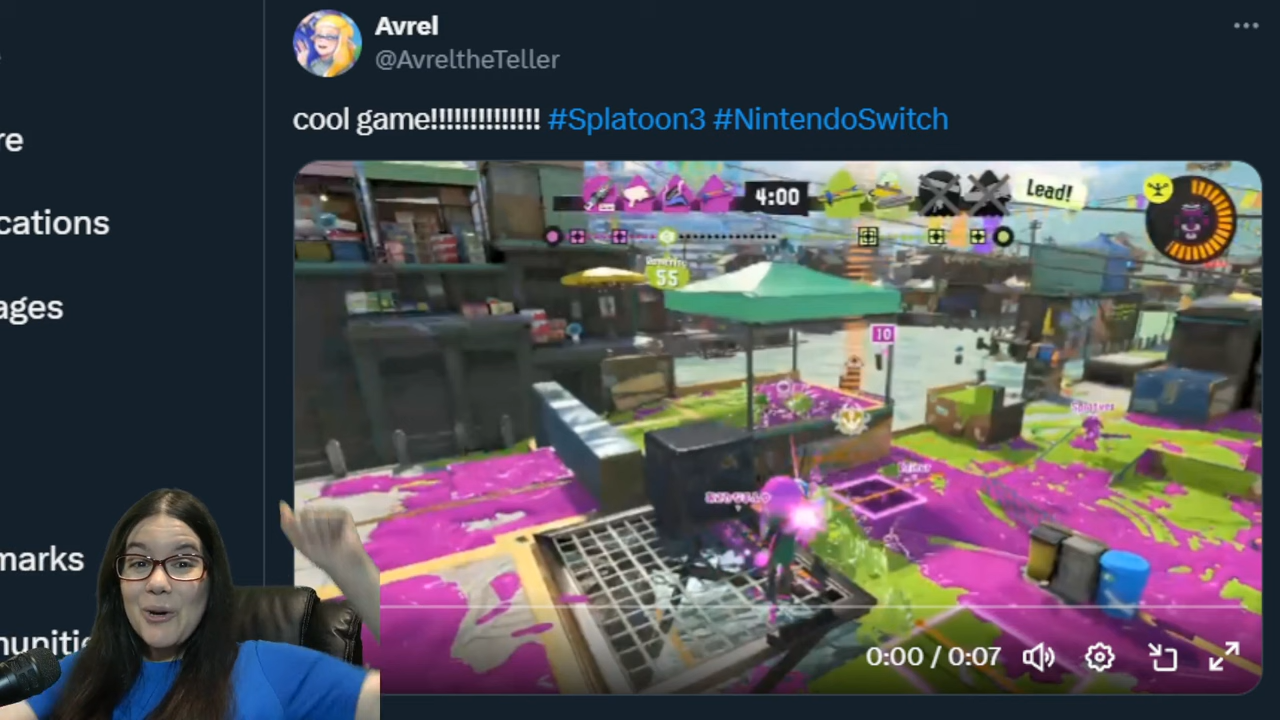 Avrel
@AvreltheTeller
cool game!!!!!!!!!!!!!! #Splatoon3 #NintendoSwitch
re
4:00
Lead!
cations
55
ages
10
marks
0:00 / 0:07